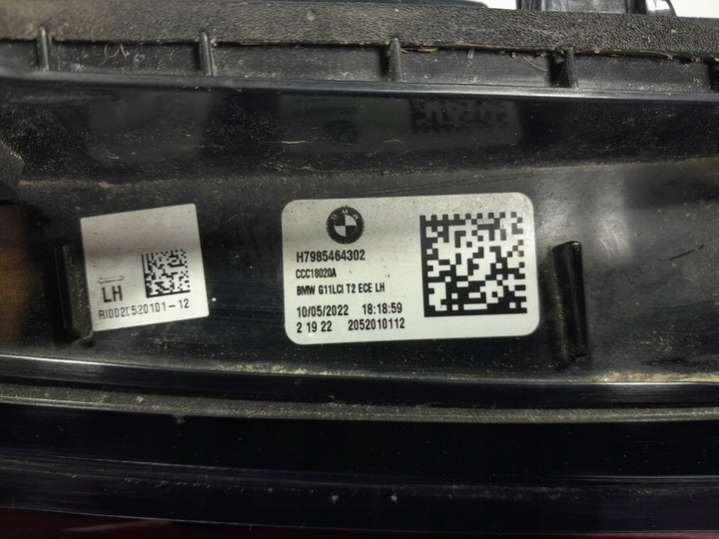 LH
BMW
H7985464302
CCC18020A
BMW G11LCI T2 ECE LH
10/05/2022 18:18:59
2 19 22 2052010112